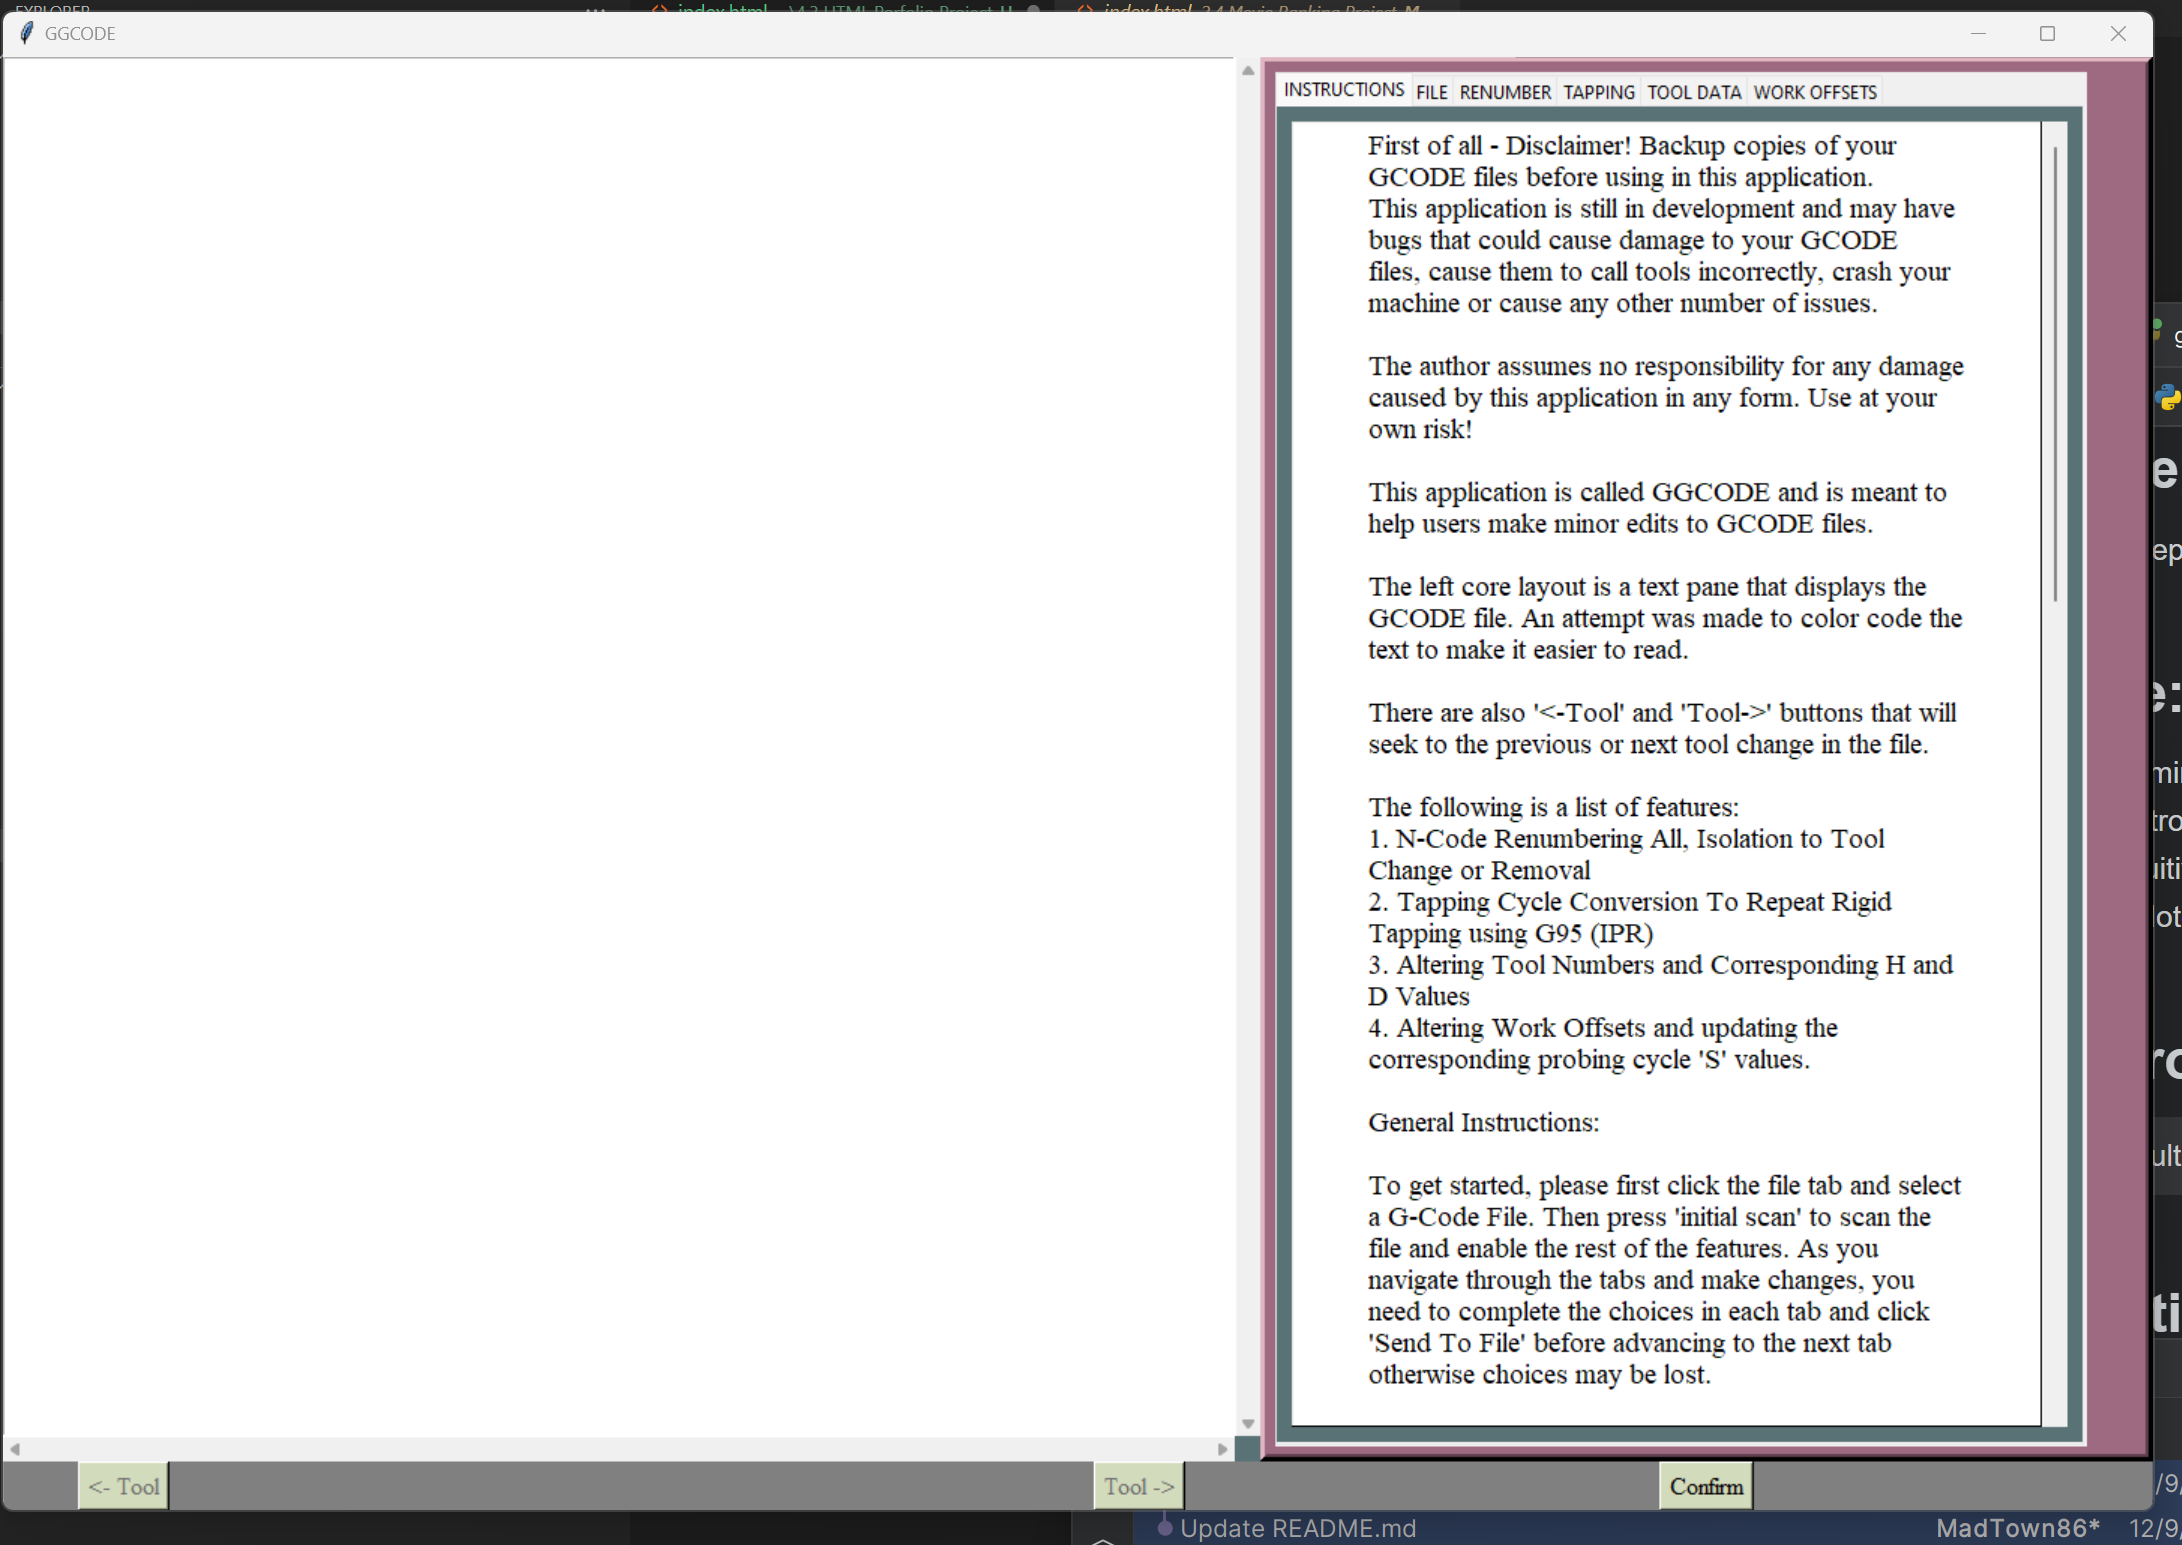 GGCODE
INSTRUCTIONS FILE RENUMBER TAPPING TOOL DATA WORK OFFSETS
First of all - Disclaimer! Backup copies of your
GCODE files before using in this application.
This application is still in development and may have
bugs that could cause damage to your GCODE
files, cause them to call tools incorrectly, crash your
machine or cause any other number of issues.
The author assumes no responsibility for any damage
caused by this application in any form. Use at your
own risk!
This application is called GGCODE and is meant to
help users make minor edits to GCODE files.
The left core layout is a text pane that displays the
GCODE file. An attempt was made to color code the
text to make it easier to read.
There are also '<-Tool' and 'Tool->' buttons that will
seek to the previous or next tool change in the file.
The following is a list of features:
1. N-Code Renumbering All, Isolation to Tool
Change or Removal
2. Tapping Cycle Conversion To Repeat Rigid
Tapping using G95 (IPR)
3. Altering Tool Numbers and Corresponding H and
D Values
4. Altering Work Offsets and updating the
corresponding probing cycle 'S' values.
General Instructions:
To get started, please first click the file tab and select
a G-Code File. Then press 'initial scan' to scan the
file and enable the rest of the features. As you
navigate through the tabs and make changes, you
need to complete the choices in each tab and click
'Send To File' before advancing to the next tab
otherwise choices may be lost.
<- Tool Tool -> Confirm
Update README.md MadTown86* 12/9/